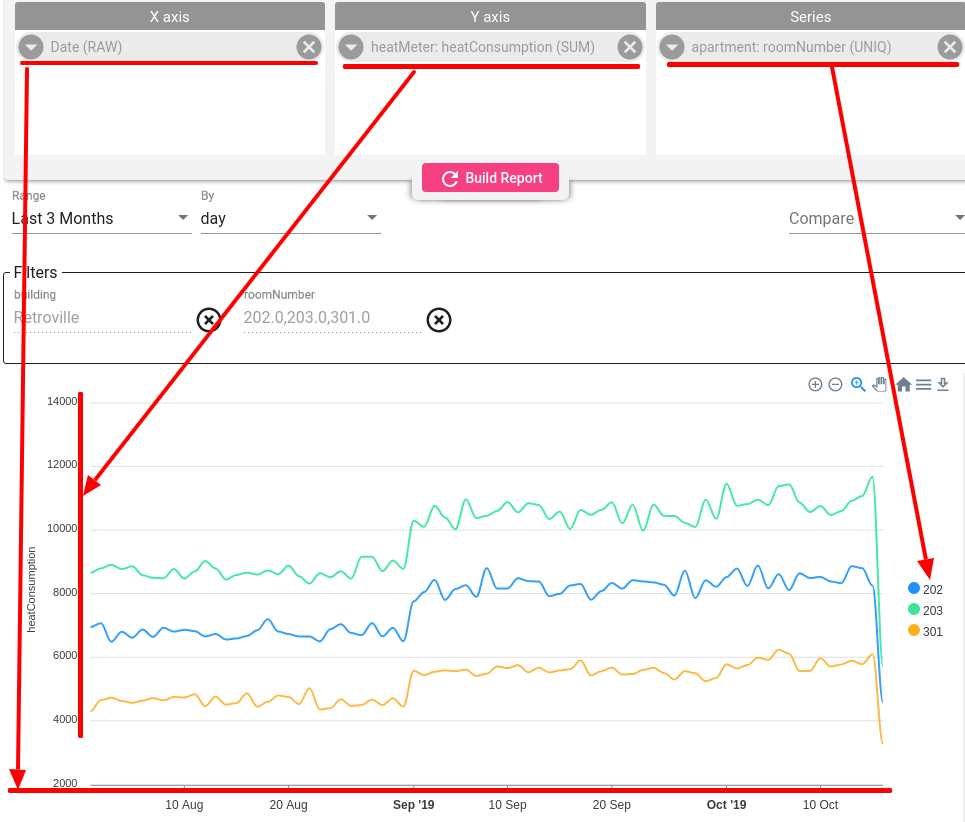 X axis
Y axis
Series
Date (RAW)
heatMeter: heatConsumption (SUM)
apartment: roomNumber (UNIQ)
Build Report
Range
By
Last 3 Months
day
Compare
Filters
building
roomNumber
Retroville
202.0,203.0,301.0
14000
12000
10000
8000
6000
4000
2000
heatConsumption
202
203
301
10 Aug
20 Aug
Sep '19
10 Sep
20 Sep
Oct '19
10 Oct